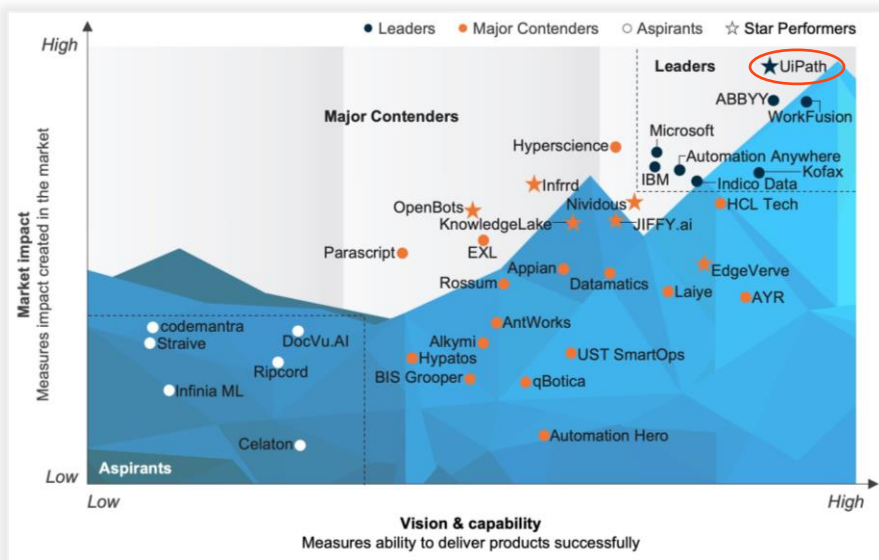 High
Leaders
Major Contenders
Aspirants
Star Performers
Leaders
UiPath
ABBYY
WorkFusion
Major Contenders
Microsoft
Hyperscience
Automation Anywhere
IBM
Kofax
Indico Data
Infrrd
Nividous
HCL Tech
OpenBots
KnowledgeLake
JIFFY.ai
Parascript
EXL
Appian
EdgeVerve
Rossum
Datamatics
Laiye
AYR
codemantra
DocVu.AI
AntWorks
Straive
Alkymi
UST SmartOps
Hypatos
Ripcord
BIS Grooper
qBotica
Infinia ML
Celaton
Automation Hero
Aspirants
Market impact
Measures impact created in the market
Low
Low
High
Vision & capability
Measures ability to deliver products successfully